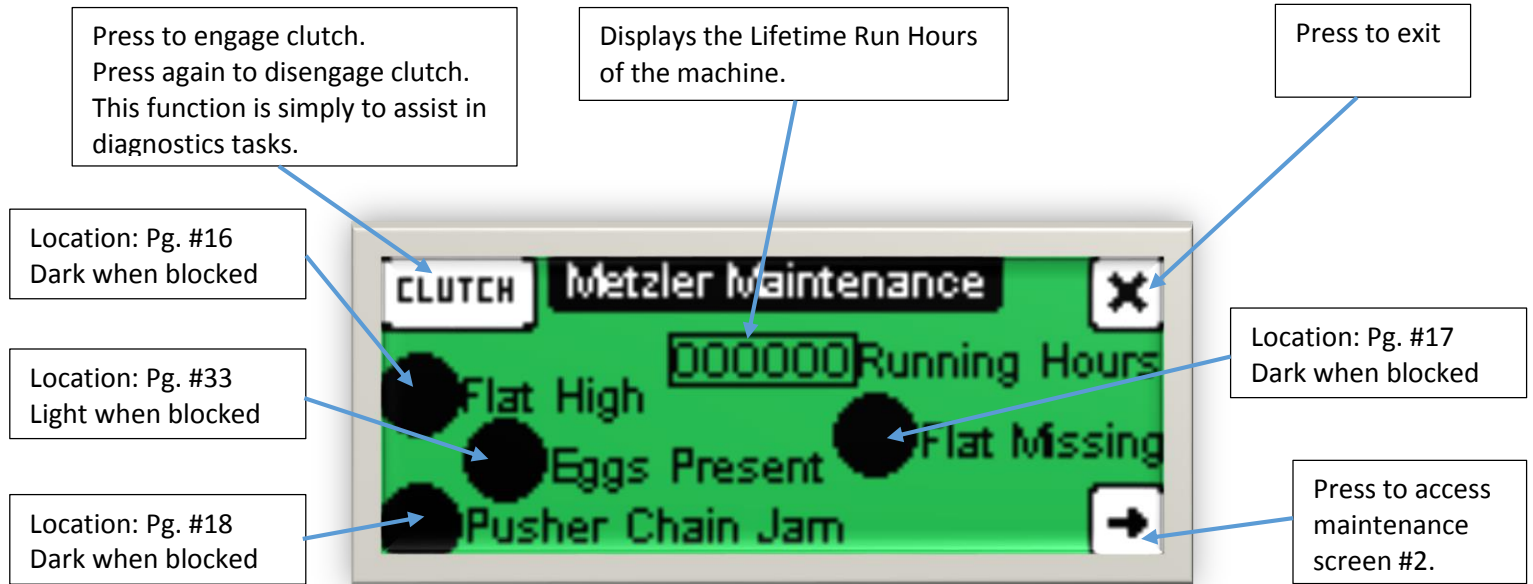 Press to engage clutch.
Press again to disengage clutch.
This function is simply to assist in
diagnostics tasks.
Displays the Lifetime Run Hours
of the machine.
Press to exit
Location: Pg. #16
Dark when blocked
Location: Pg. #33
Light when blocked
Location: Pg. #18
Dark when blocked
CLUTCH
Metzler Maintenance
000000 Running Hours
Flat High
Flat Missing
Eggs Present
Pusher Chain Jam
Location: Pg. #17
Dark when blocked
Press to access
maintenance
screen #2.